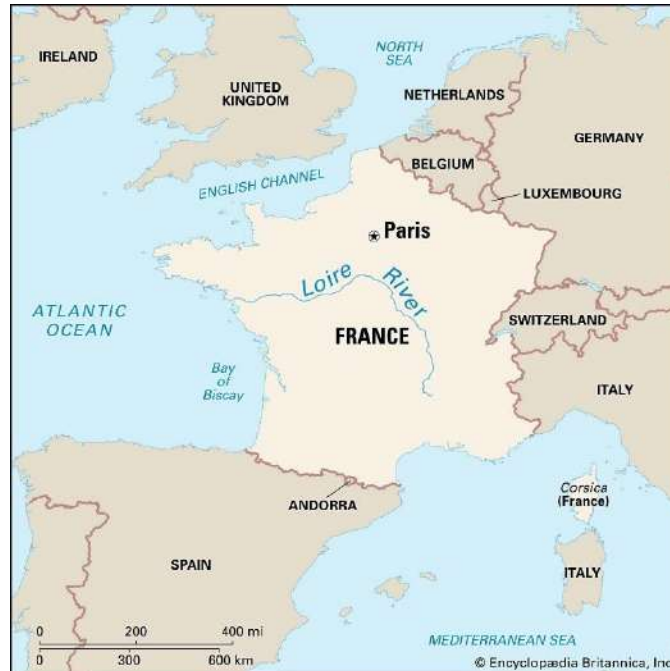 NORTH
SEA
IRELAND
UNITED
KINGDOM
NETHERLANDS
GERMANY
BELGIUM
ENGLISH CHANNEL
LUXEMBOURG
Paris
Loire River
ATLANTIC
OCEAN
SWITZERLAND
FRANCE
Bay
of
Biscay
ITALY
Corsica
(France)
ANDORRA
SPAIN
ITALY
0 200 400 mi
0 300 600 km
MEDITERRANEAN SEA
© Encyclopædia Britannica, Inc